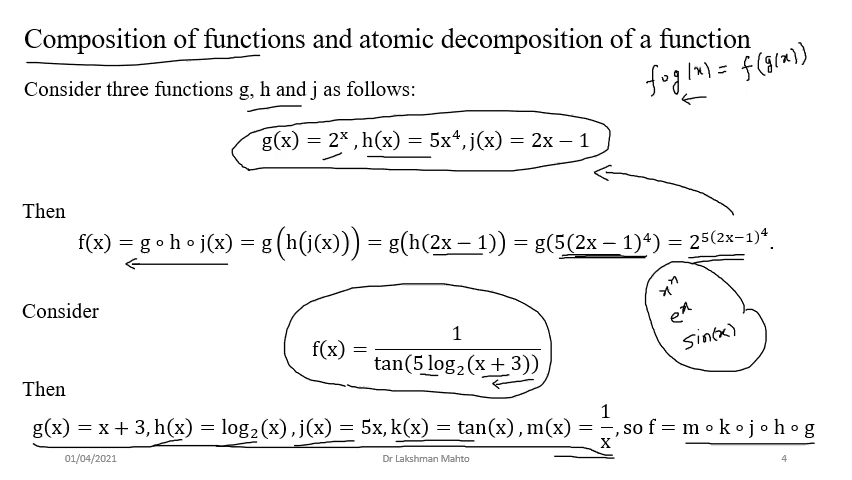 Composition of functions and atomic decomposition of a function
fog(x) = f(g(x))
Consider three functions g, h and j as follows:
g(x) = 2ˣ , h(x) = 5x⁴, j(x) = 2x − 1
Then
f(x) = g ∘ h ∘ j(x) = g(h(j(x))) = g(h(2x − 1)) = g(5(2x − 1)⁴) = 2^{5(2x−1)⁴}.
xⁿ
eˣ
sin(x)
Consider
f(x) = 1/tan(5 log₂(x + 3))
Then
g(x) = x + 3, h(x) = log₂(x) , j(x) = 5x, k(x) = tan(x) , m(x) = 1/x, so f = m ∘ k ∘ j ∘ h ∘ g
01/04/2021 Dr Lakshman Mahto 4